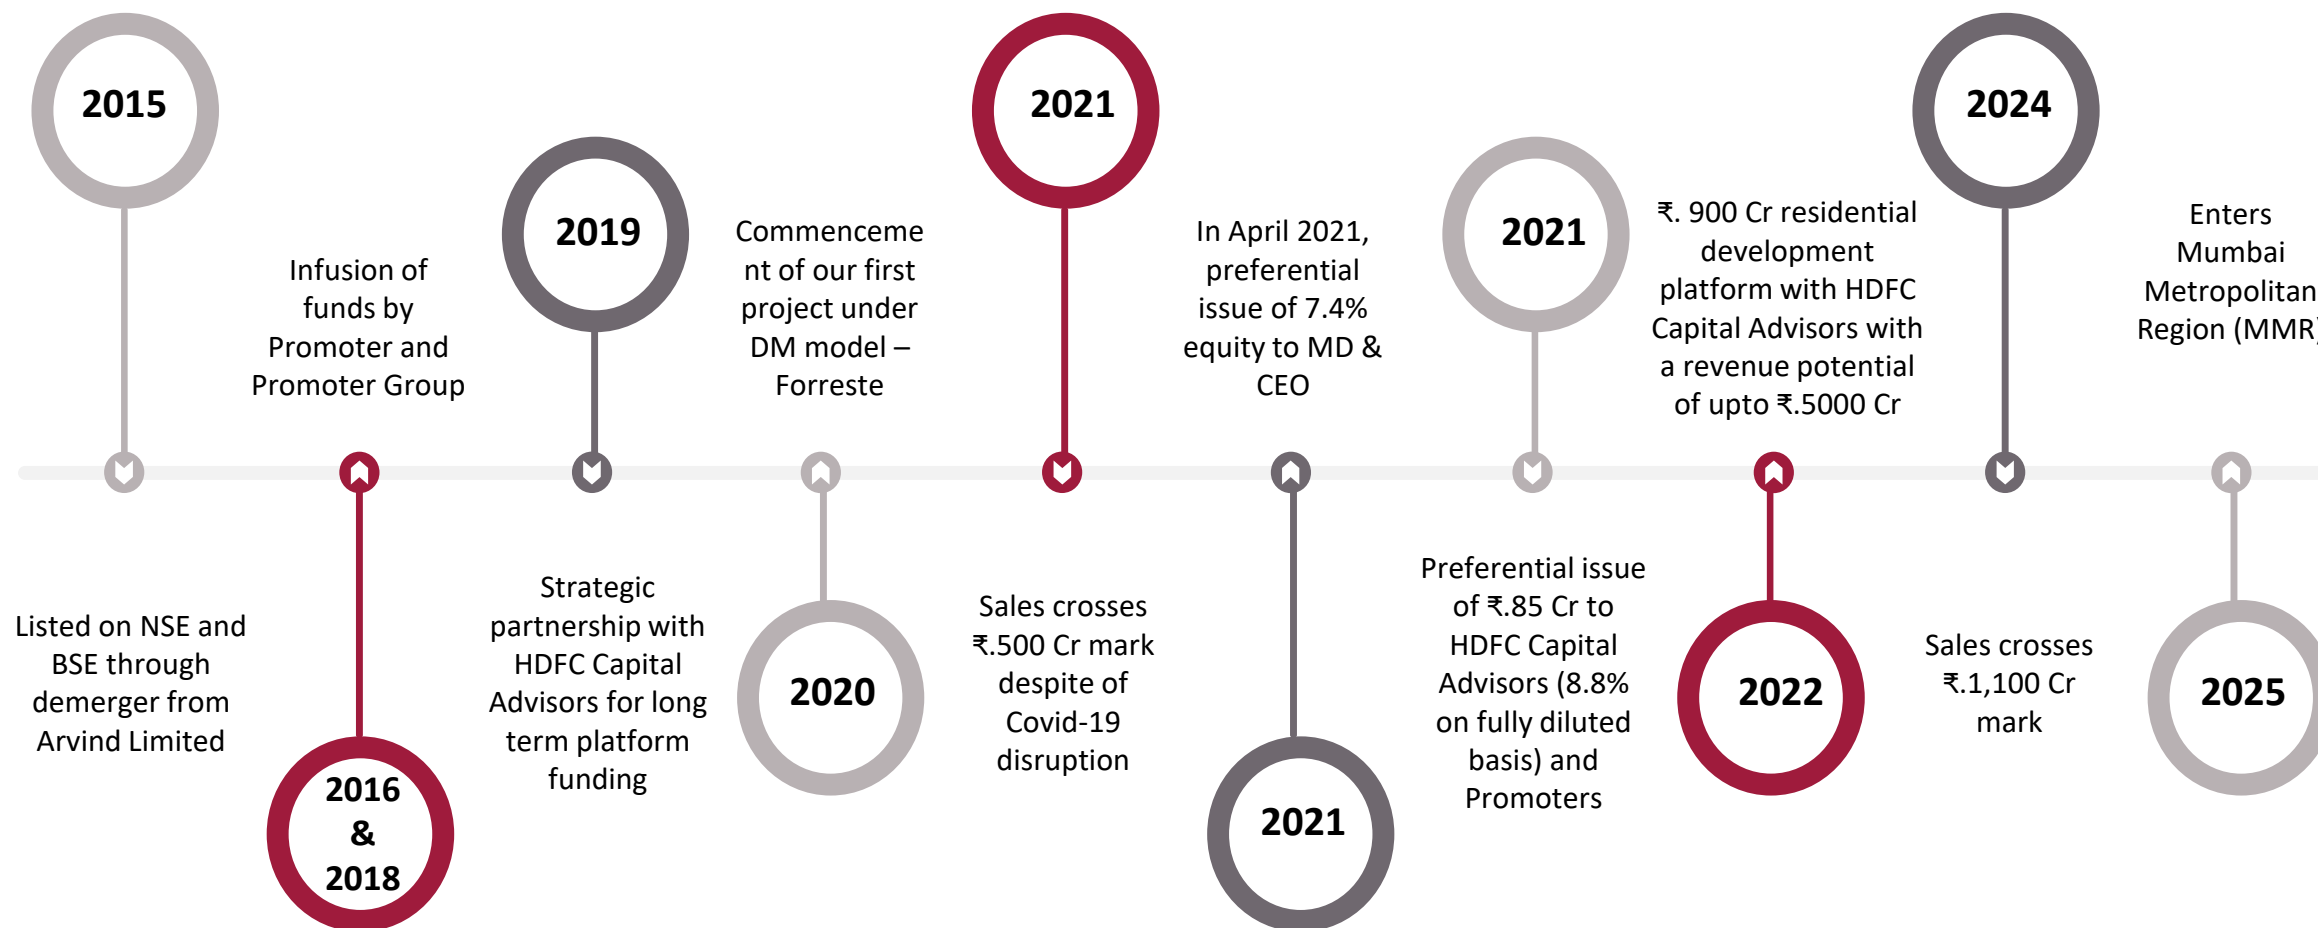 2015
Listed on NSE and
BSE through
demerger from
Arvind Limited
Infusion of
funds by
Promoter and
Promoter Group
2016
&
2018
2019
Strategic
partnership with
HDFC Capital
Advisors for long
term platform
funding
Commenceme
nt of our first
project under
DM model –
Forreste
2020
2021
Sales crosses
₹.500 Cr mark
despite of
Covid-19
disruption
In April 2021,
preferential
issue of 7.4%
equity to MD &
CEO
2021
2021
Preferential issue
of ₹.85 Cr to
HDFC Capital
Advisors (8.8%
on fully diluted
basis) and
Promoters
₹. 900 Cr residential
development
platform with HDFC
Capital Advisors with
a revenue potential
of upto ₹.5000 Cr
2022
2024
Sales crosses
₹.1,100 Cr
mark
Enters
Mumbai
Metropolitan
Region (MMR)
2025